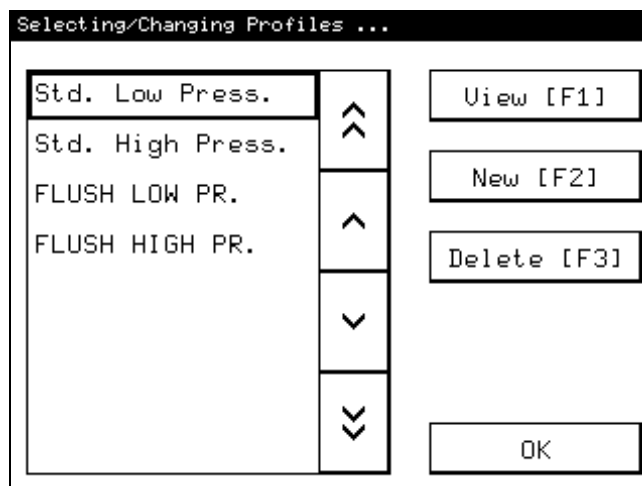 Selecting/Changing Profiles ...
Std. Low Press.
Std. High Press.
FLUSH LOW PR.
FLUSH HIGH PR.
View [F1]
New [F2]
Delete [F3]
OK